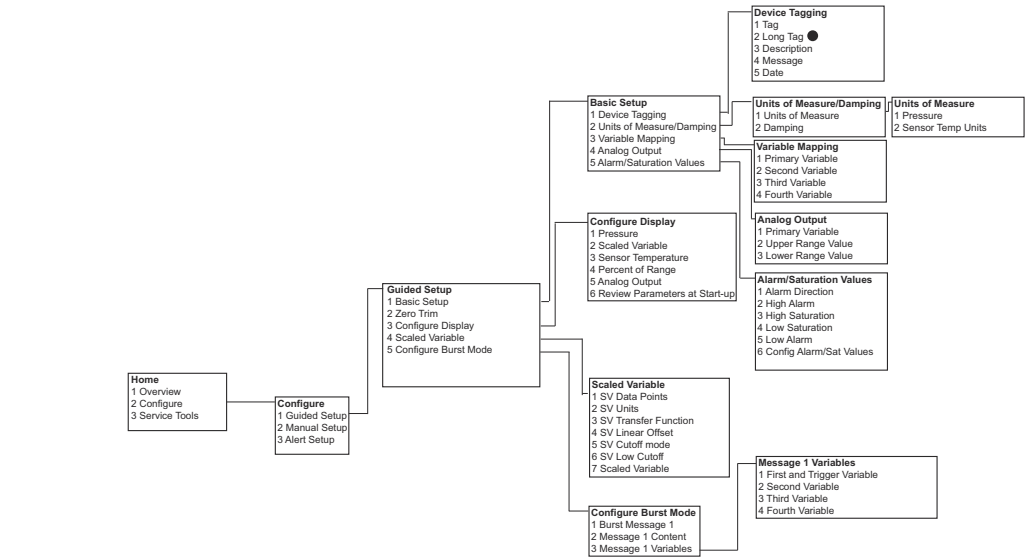 Home
1 Overview
2 Configure
3 Service Tools
Configure
1 Guided Setup
2 Manual Setup
3 Alert Setup
Guided Setup
1 Basic Setup
2 Zero Trim
3 Configure Display
4 Scaled Variable
5 Configure Burst Mode
Basic Setup
1 Device Tagging
2 Units of Measure/Damping
3 Variable Mapping
4 Analog Output
5 Alarm/Saturation Values
Configure Display
1 Pressure
2 Scaled Variable
3 Sensor Temperature
4 Percent of Range
5 Analog Output
6 Review Parameters at Start-up
Scaled Variable
1 SV Data Points
2 SV Units
3 SV Transfer Function
4 SV Linear Offset
5 SV Cutoff mode
6 SV Low Cutoff
7 Scaled Variable
Configure Burst Mode
1 Burst Message 1
2 Message 1 Content
3 Message 1 Variables
Device Tagging
1 Tag
2 Long Tag
3 Description
4 Message
5 Date
Units of Measure/Damping
1 Units of Measure
2 Damping
Units of Measure
1 Pressure
2 Sensor Temp Units
Variable Mapping
1 Primary Variable
2 Second Variable
3 Third Variable
4 Fourth Variable
Analog Output
1 Primary Variable
2 Upper Range Value
3 Lower Range Value
Alarm/Saturation Values
1 Alarm Direction
2 High Alarm
3 High Saturation
4 Low Saturation
5 Low Alarm
6 Config Alarm/Sat Values
Message 1 Variables
1 First and Trigger Variable
2 Second Variable
3 Third Variable
4 Fourth Variable